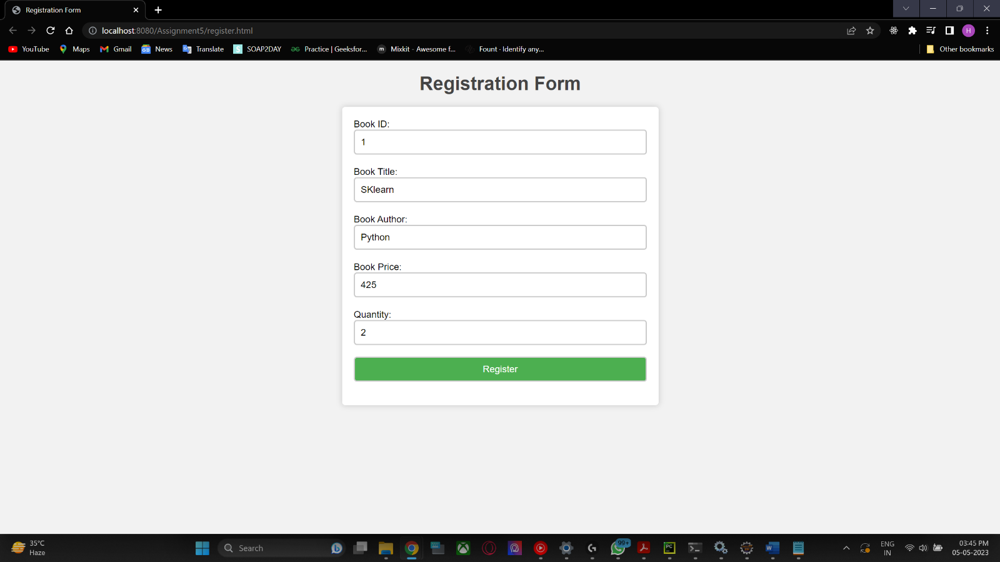 Registration Form
localhost:8080/Assignment5/register.html
H
YouTube
Maps
Gmail
News
Translate
S
SOAP2DAY
Practice | Geeksfor...
m
Mixkit - Awesome f...
Fount - Identify any...
Other bookmarks
Registration Form
Book ID:
1
Book Title:
SKlearn
Book Author:
Python
Book Price:
425
Quantity:
2
Register
35°C
Haze
Search
99+
PC
W
ENG
IN
03:45 PM
05-05-2023